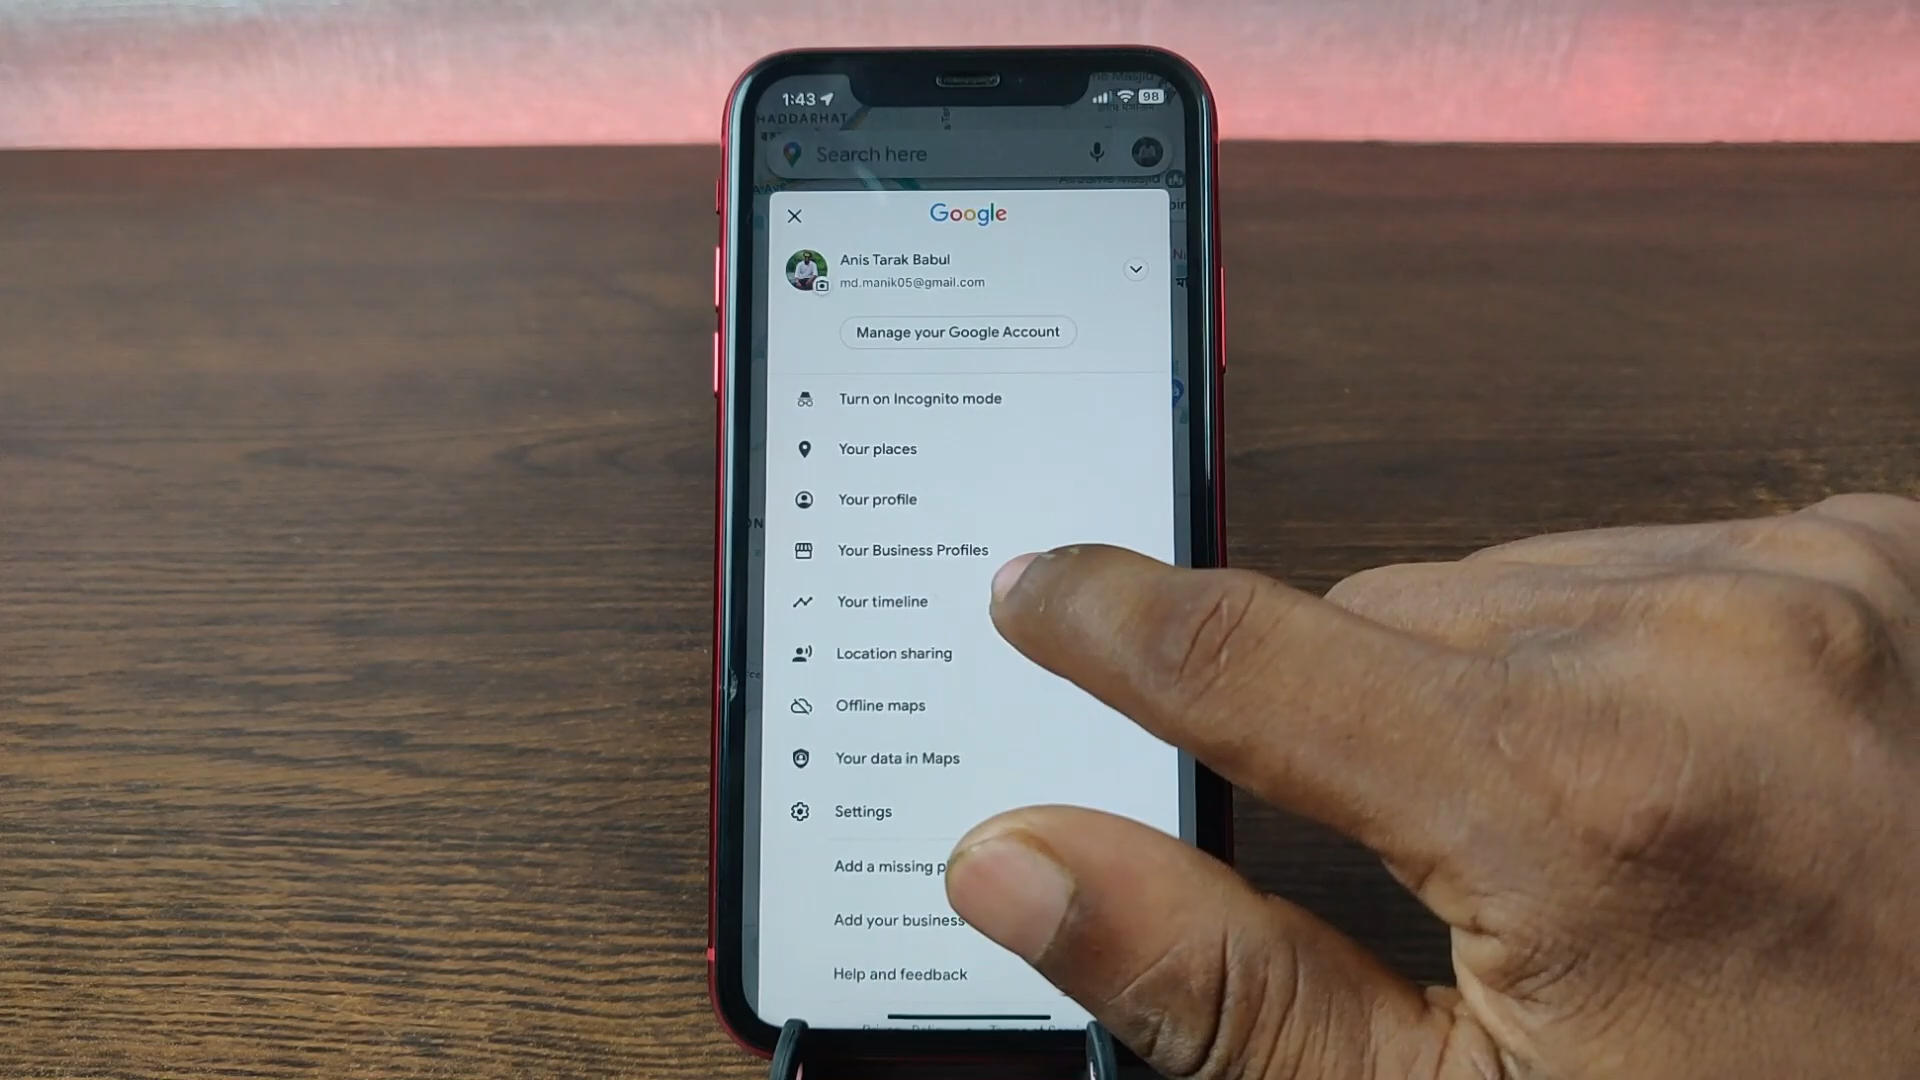 1:43
98
HADDARHAT
Search here
Google
Anis Tarak Babul
md.manik05@gmail.com
Manage your Google Account
Turn on Incognito mode
Your places
Your profile
Your Business Profiles
Your timeline
Location sharing
Offline maps
Your data in Maps
Settings
Add a missing
Add your business
Help and feedback